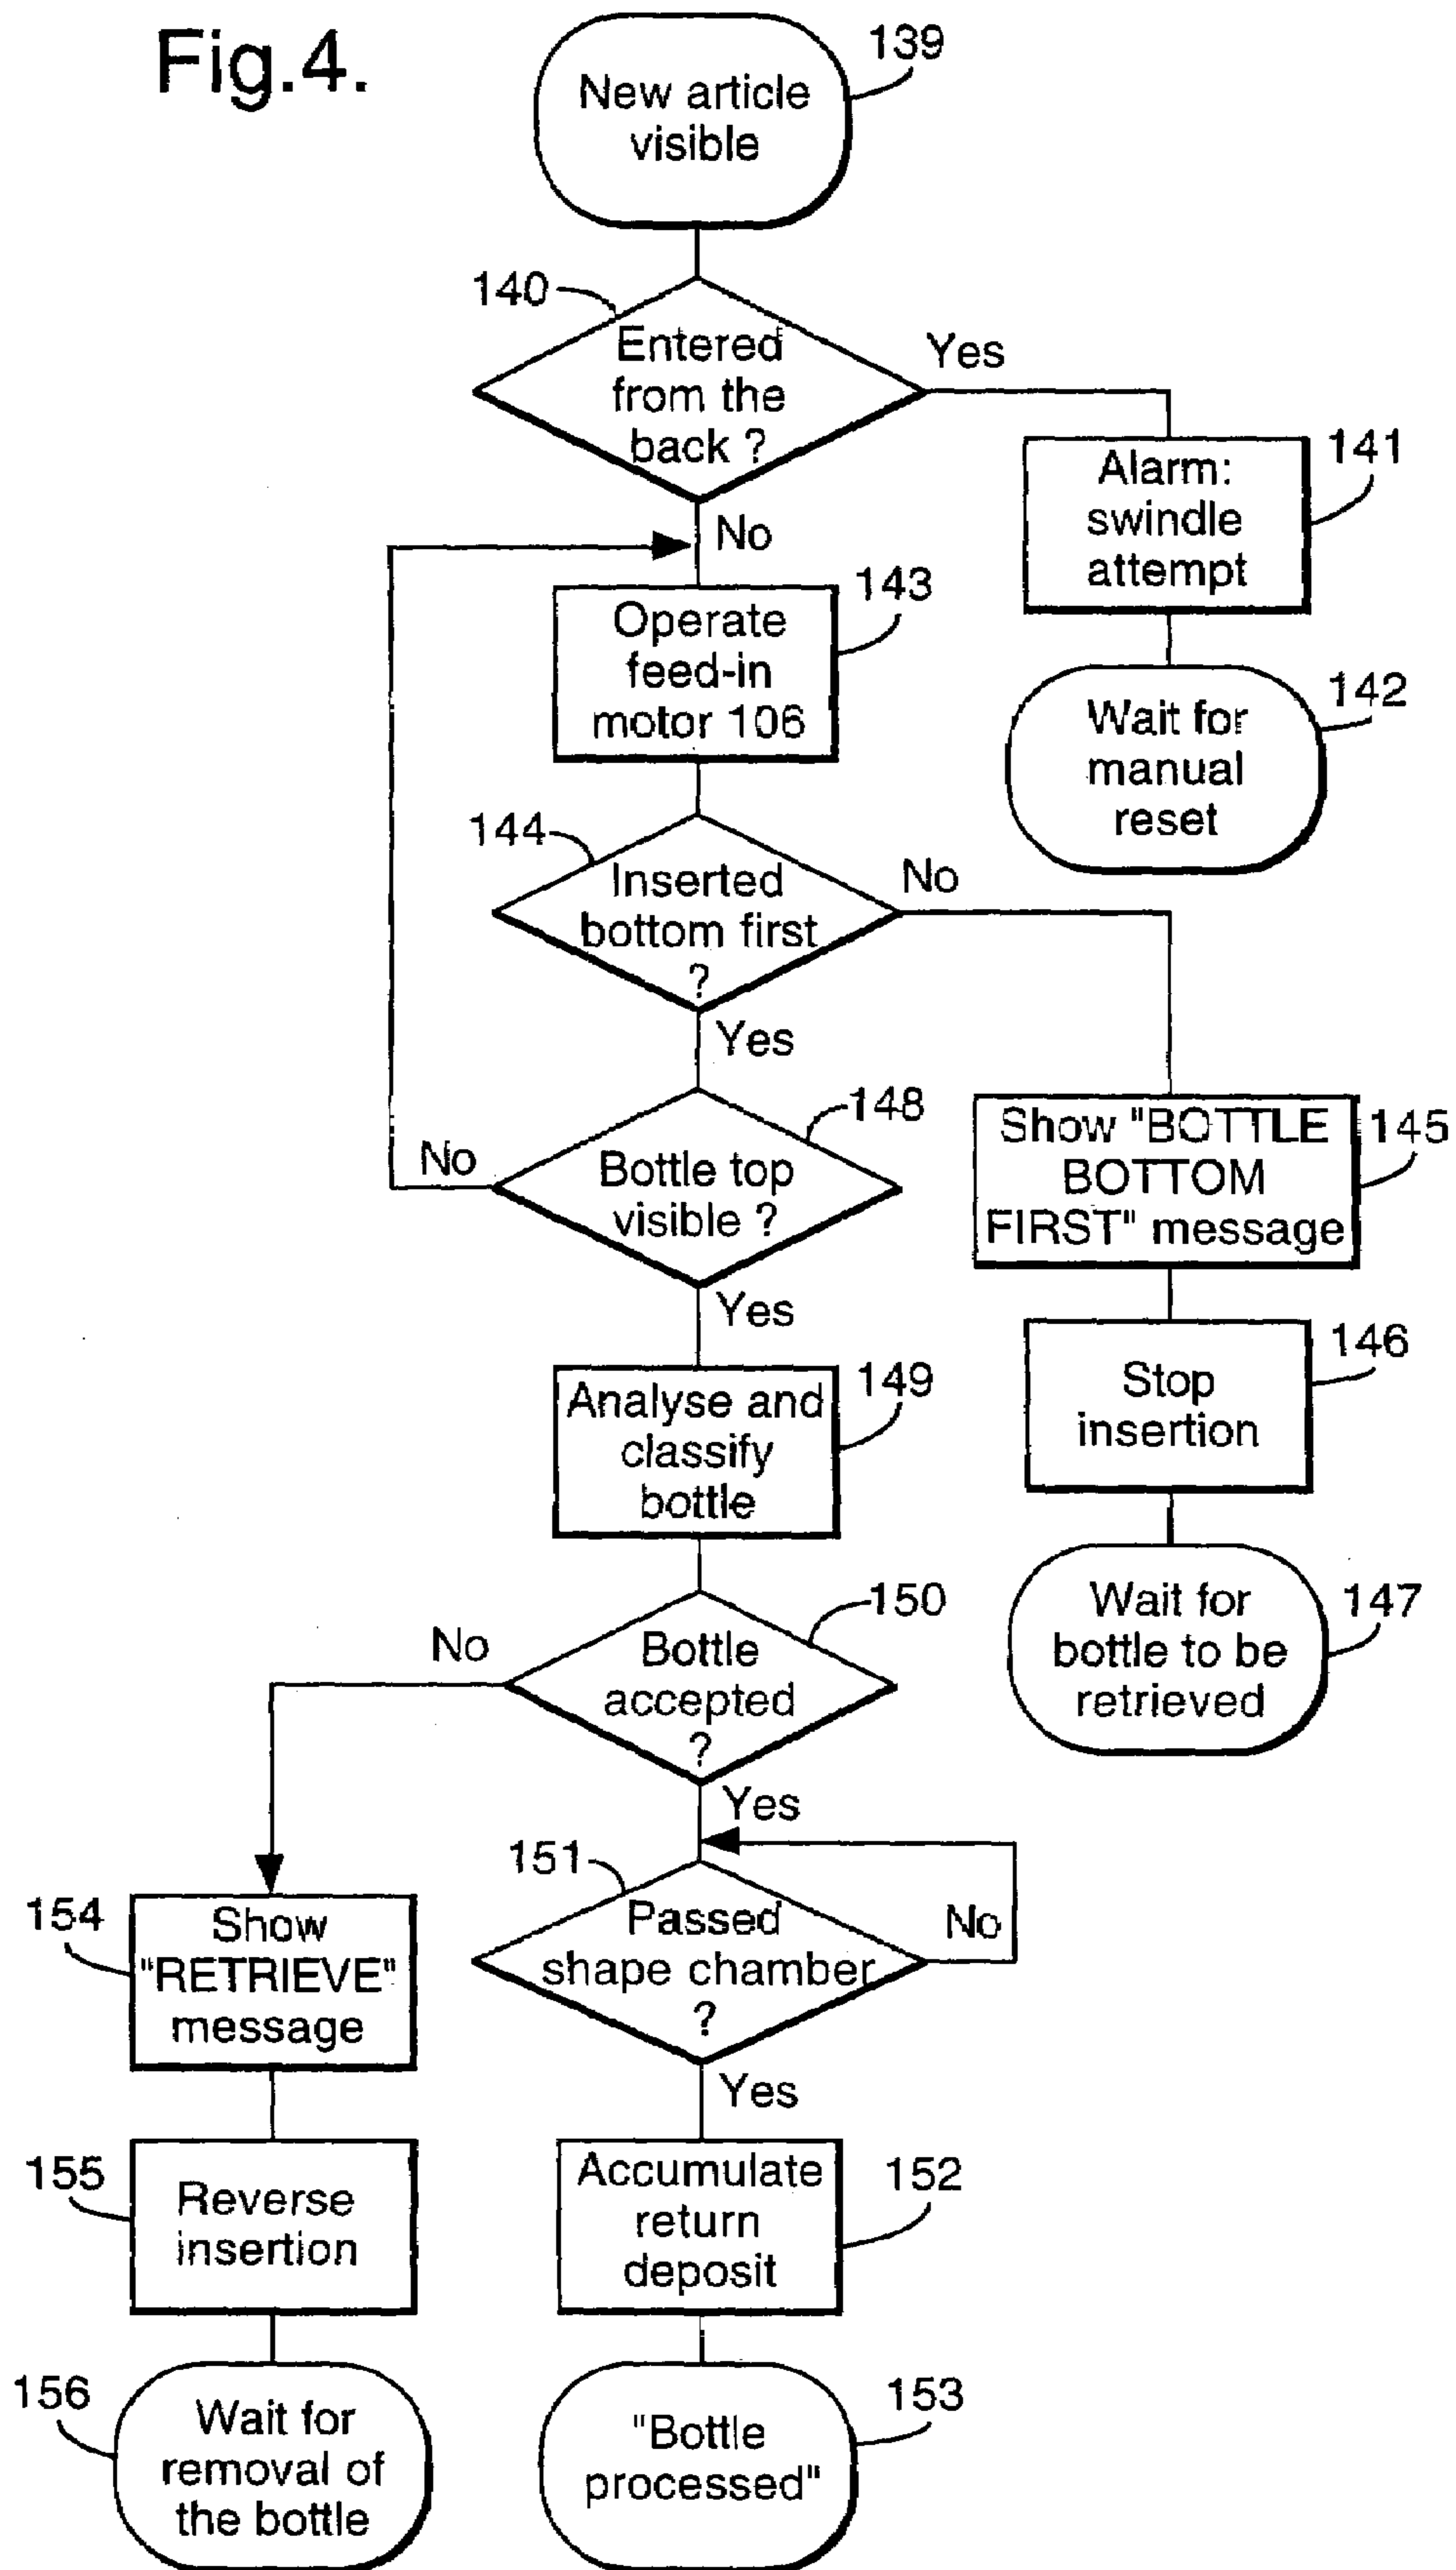 Fig.4.
139
New article
visible
140
Entered
from the
back ?
Yes
141
Alarm:
swindle
attempt
142
Wait for
manual
reset
No
143
Operate
feed-in
motor 106
144
Inserted
bottom first
?
No
Yes
145
Show "BOTTLE
BOTTOM
FIRST" message
146
Stop
insertion
147
Wait for
bottle to be
retrieved
148
Bottle top
visible ?
No
Yes
149
Analyse and
classify
bottle
150
Bottle
accepted
?
No
Yes
151
Passed
shape chamber
?
No
Yes
152
Accumulate
return
deposit
153
"Bottle
processed"
154
Show
"RETRIEVE"
message
155
Reverse
insertion
156
Wait for
removal of
the bottle